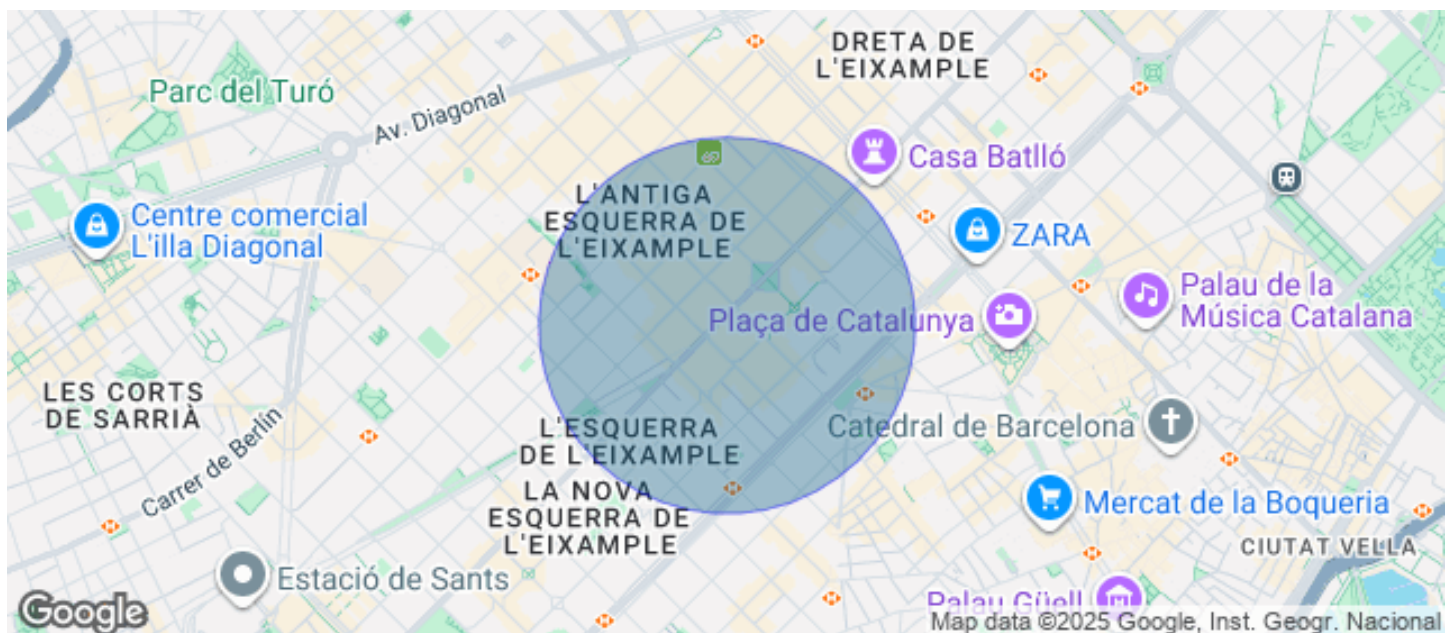 DRETA DE
L'EIXAMPLE
Parc del Turó
Av. Diagonal
Casa Batlló
L'ANTIGA
ESQUERRA DE
L'EIXAMPLE
Centre comercial
L'illa Diagonal
ZARA
Palau de la
Música Catalana
Plaça de Catalunya
LES CORTS
DE SARRIÀ
Carrer de Berlín
L'ESQUERRA
DE L'EIXAMPLE
Catedral de Barcelona
LA NOVA
ESQUERRA DE
L'EIXAMPLE
Mercat de la Boqueria
CIUTAT VELLA
Estació de Sants
Palau Güell
Google
Map data ©2025 Google, Inst. Geogr. Nacional